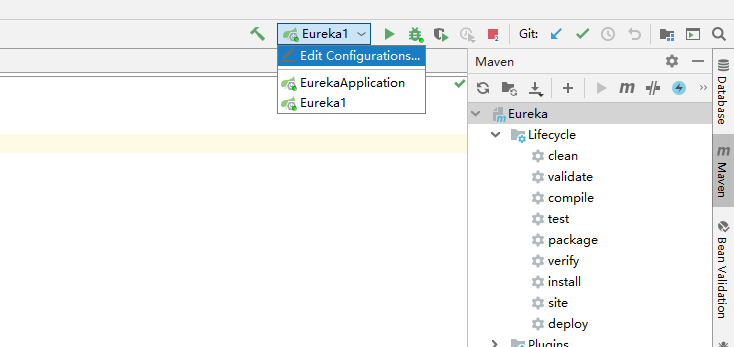 Eureka1
Git:
Edit Configurations...
EurekaApplication
Eureka1
Maven
Eureka
Lifecycle
clean
validate
compile
test
package
verify
install
site
deploy
Plugins
Database
m Maven
Bean Validation
2